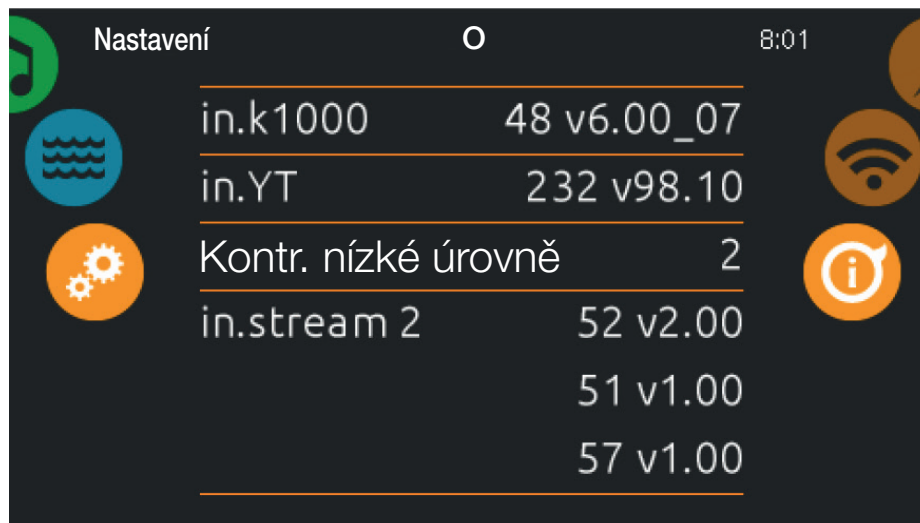 Nastavení O 8:01
in.k1000 48 v6.00_07
in.YT 232 v98.10
Kontr. nízké úrovně 2
in.stream 2 52 v2.00
51 v1.00
57 v1.00